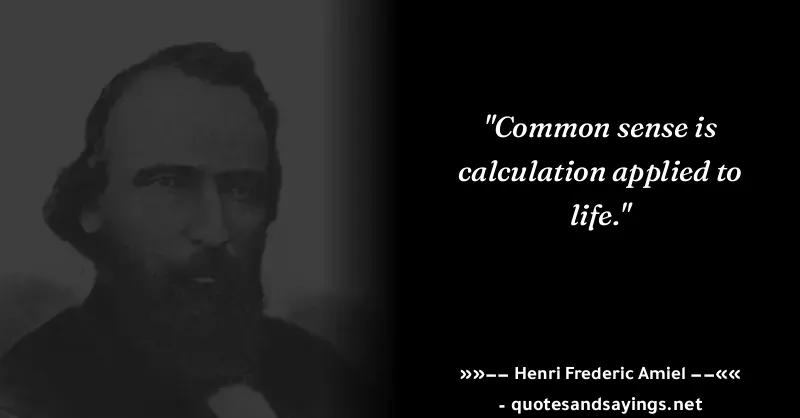 "Common sense is
calculation applied to
life."
»»−− Henri Frederic Amiel −−««
- quotesandsayings.net